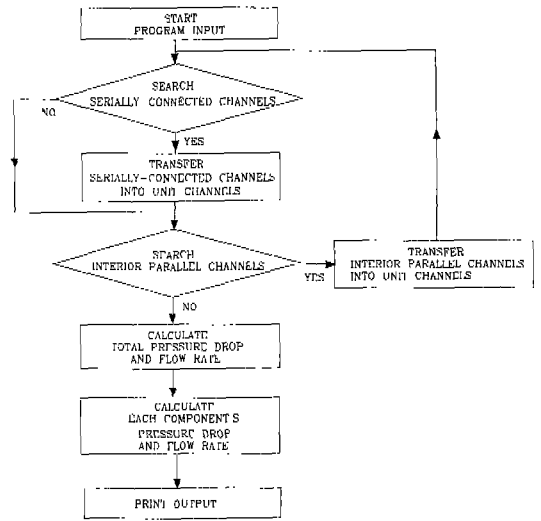 START
PROGRAM INPUT
SEARCH
SERIALLY CONNECTED CHANNELS
NO
YES
TRANSFER
SERIALLY-CONNECTED CHANNELS
INTO UNIT CHANNELS
SEARCH
INTERIOR PARALLEL CHANNELS
YES
TRANSFER
INTERIOR PARALLEL CHANNELS
INTO UNIT CHANNELS
NO
CALCULATE
TOTAL PRESSURE DROP
AND FLOW RATE
CALCULATE
EACH COMPONENTS
PRESSURE DROP
AND FLOW RATE
PRINT OUTPUT